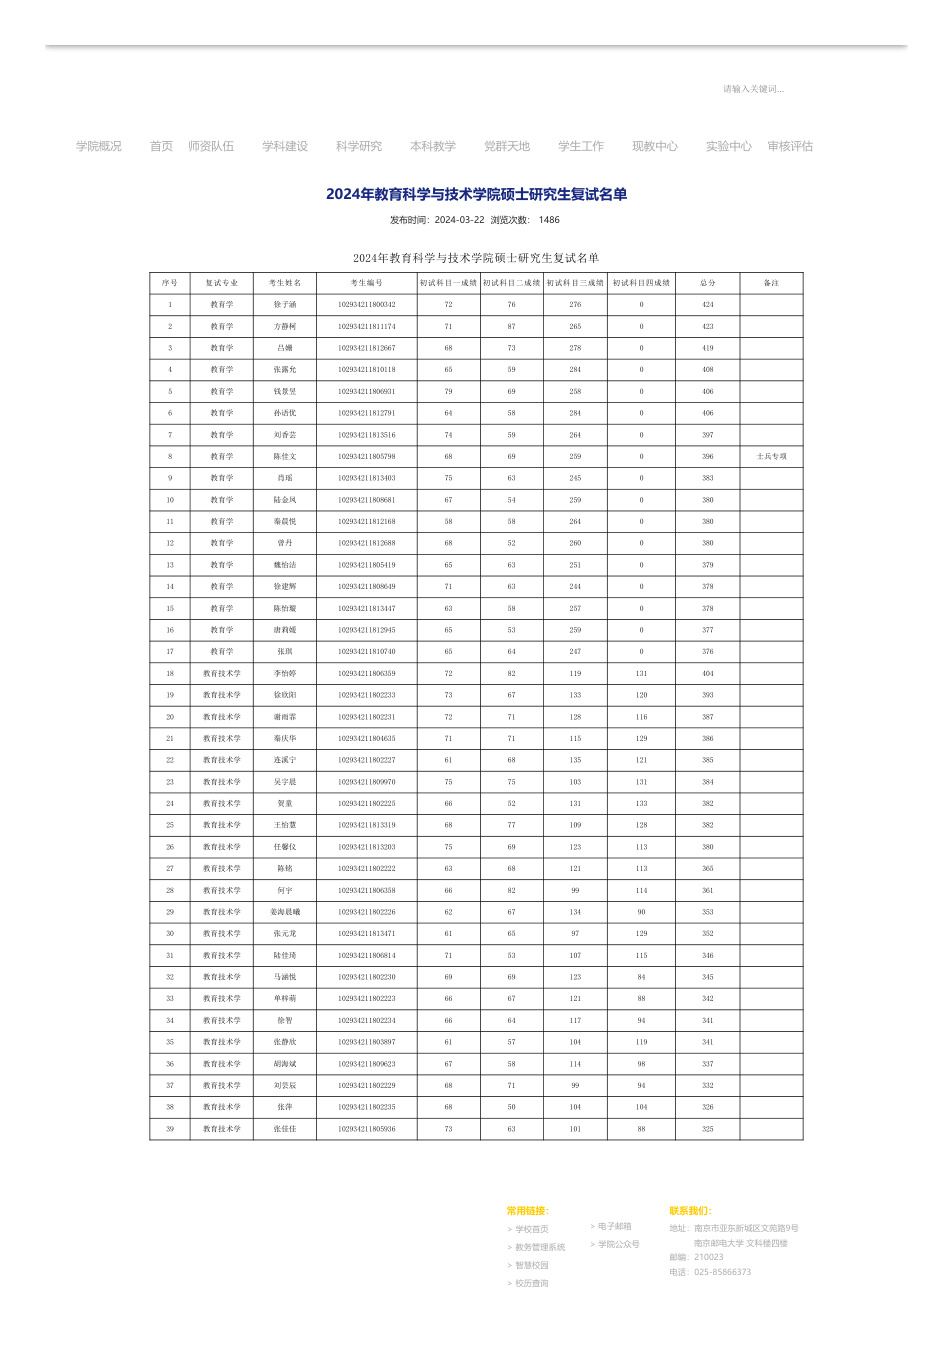 请输入关键词...
学院概况 首页 师资队伍 学科建设 科学研究 本科教学 党群天地 学生工作 现教中心 实验中心 审核评估
2024年教育科学与技术学院硕士研究生复试名单
发布时间：2024-03-22 浏览次数： 1486
2024年教育科学与技术学院硕士研究生复试名单
序号 复试专业 考生姓名 考生编号 初试科目一成绩 初试科目二成绩 初试科目三成绩 初试科目四成绩 总分 备注
1 教育学 徐子涵 102934211800342 72 76 276 0 424
2 教育学 方静柯 102934211811174 71 87 265 0 423
3 教育学 吕姗 102934211812667 68 73 278 0 419
4 教育学 张露允 102934211810118 65 59 284 0 408
5 教育学 钱景昱 102934211806931 79 69 258 0 406
6 教育学 孙语忧 102934211812791 64 58 284 0 406
7 教育学 刘香芸 102934211813516 74 59 264 0 397
8 教育学 陈佳文 102934211805798 68 69 259 0 396 士兵专项
9 教育学 肖瑶 102934211813403 75 63 245 0 383
10 教育学 陆金凤 102934211808681 67 54 259 0 380
11 教育学 秦晨悦 102934211812168 58 58 264 0 380
12 教育学 曾丹 102934211812688 68 52 260 0 380
13 教育学 魏怡洁 102934211805419 65 63 251 0 379
14 教育学 徐建辉 102934211808649 71 63 244 0 378
15 教育学 陈怡璇 102934211813447 63 58 257 0 378
16 教育学 唐莉媛 102934211812945 65 53 259 0 377
17 教育学 张琪 102934211810740 65 64 247 0 376
18 教育技术学 李怡婷 102934211806359 72 82 119 131 404
19 教育技术学 徐欣阳 102934211802233 73 67 133 120 393
20 教育技术学 谢雨霏 102934211802231 72 71 128 116 387
21 教育技术学 秦庆华 102934211804635 71 71 115 129 386
22 教育技术学 连溪宁 102934211802227 61 68 135 121 385
23 教育技术学 吴宇晨 102934211809970 75 75 103 131 384
24 教育技术学 贺童 102934211802225 66 52 131 133 382
25 教育技术学 王怡慧 102934211813319 68 77 109 128 382
26 教育技术学 任馨仪 102934211813203 75 69 123 113 380
27 教育技术学 陈铭 102934211802222 63 68 121 113 365
28 教育技术学 何宇 102934211806358 66 82 99 114 361
29 教育技术学 姜海晨曦 102934211802226 62 67 134 90 353
30 教育技术学 张元龙 102934211813471 61 65 97 129 352
31 教育技术学 陆佳琦 102934211806814 71 53 107 115 346
32 教育技术学 马涵悦 102934211802230 69 69 123 84 345
33 教育技术学 单梓萌 102934211802223 66 67 121 88 342
34 教育技术学 徐智 102934211802234 66 64 117 94 341
35 教育技术学 张静欣 102934211803897 61 57 104 119 341
36 教育技术学 胡海斌 102934211809623 67 58 114 98 337
37 教育技术学 刘芸辰 102934211802229 68 71 99 94 332
38 教育技术学 张萍 102934211802235 68 50 104 104 326
39 教育技术学 张佳佳 102934211805936 73 63 101 88 325
常用链接：
> 学校首页
> 教务管理系统
> 智慧校园
> 校历查询
> 电子邮箱
> 学院公众号
联系我们：
地址：南京市亚东新城区文苑路9号
南京邮电大学 文科楼四楼
邮编：210023
电话：025-85866373